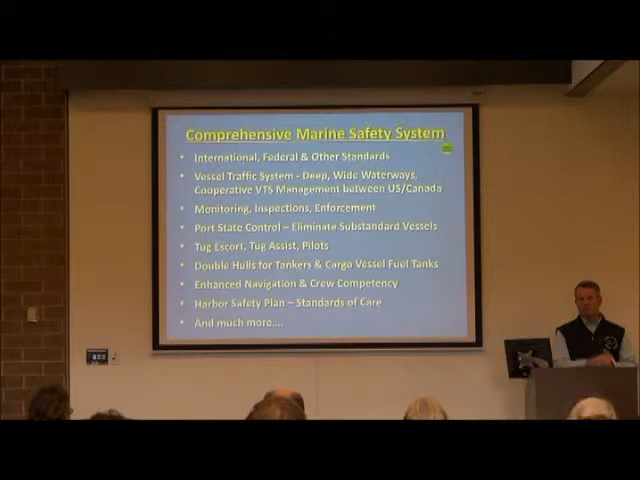 Comprehensive Marine Safety System
• International, Federal & Other Standards
• Vessel Traffic System - Deep, Wide Waterways,
Cooperative VTS Management between US/Canada
• Monitoring, Inspections, Enforcement
• Port State Control – Eliminate Substandard Vessels
• Tug Escort, Tug Assist, Pilots
• Double Hulls for Tankers & Cargo Vessel Fuel Tanks
• Enhanced Navigation & Crew Competency
• Harbor Safety Plan – Standards of Care
• And much more....